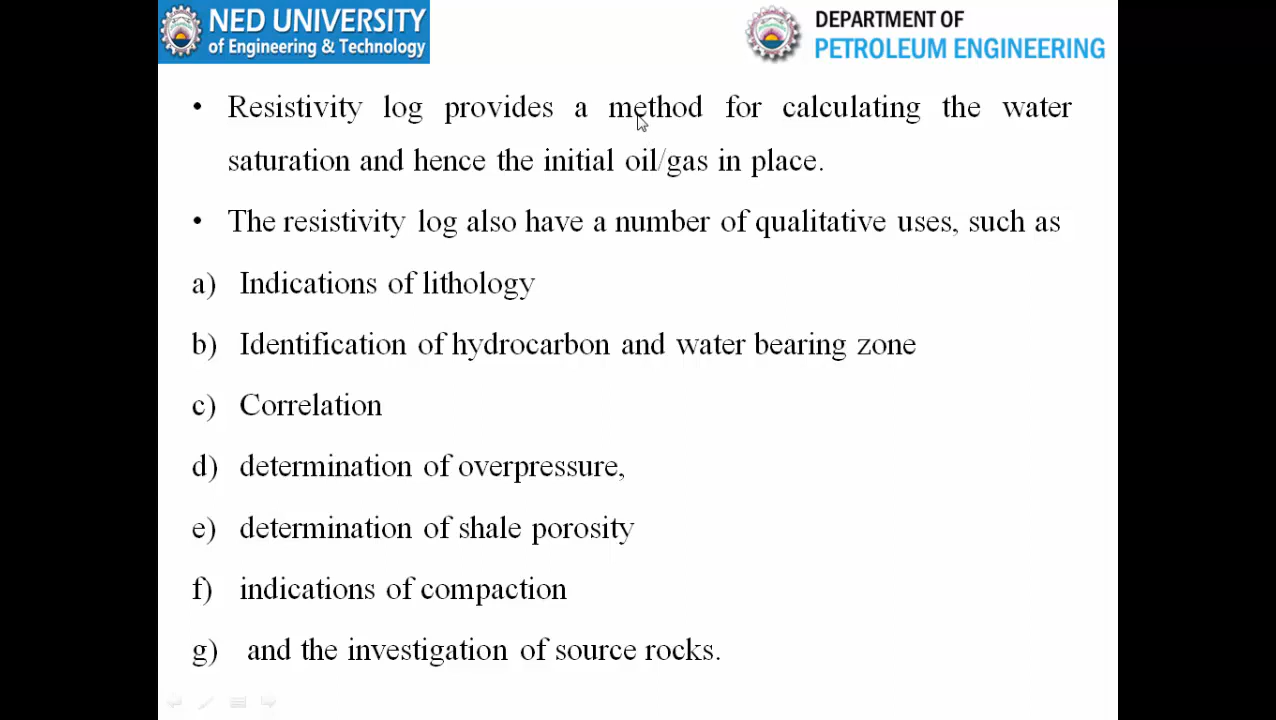 NED UNIVERSITY
of Engineering & Technology
DEPARTMENT OF
PETROLEUM ENGINEERING
• Resistivity log provides a method for calculating the water
saturation and hence the initial oil/gas in place.
• The resistivity log also have a number of qualitative uses, such as
a) Indications of lithology
b) Identification of hydrocarbon and water bearing zone
c) Correlation
d) determination of overpressure,
e) determination of shale porosity
f) indications of compaction
g) and the investigation of source rocks.